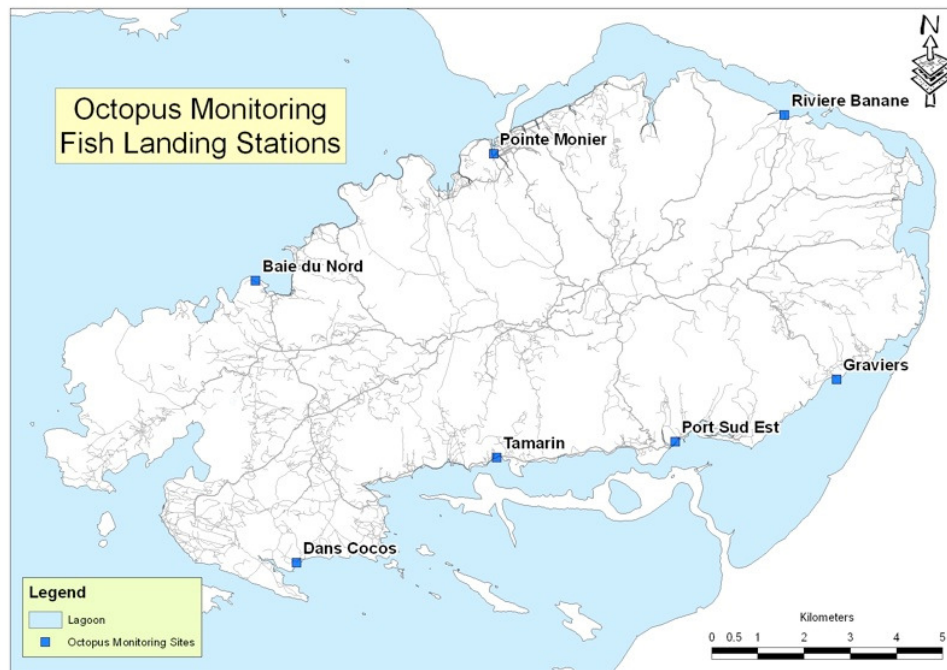 Octopus Monitoring
Fish Landing Stations
N
Riviere Banane
Pointe Monier
Baie du Nord
Graviers
Port Sud Est
Tamarin
Dans Cocos
Legend
Lagoon
Octopus Monitoring Sites
Kilometers
0 0.5 1 2 3 4 5